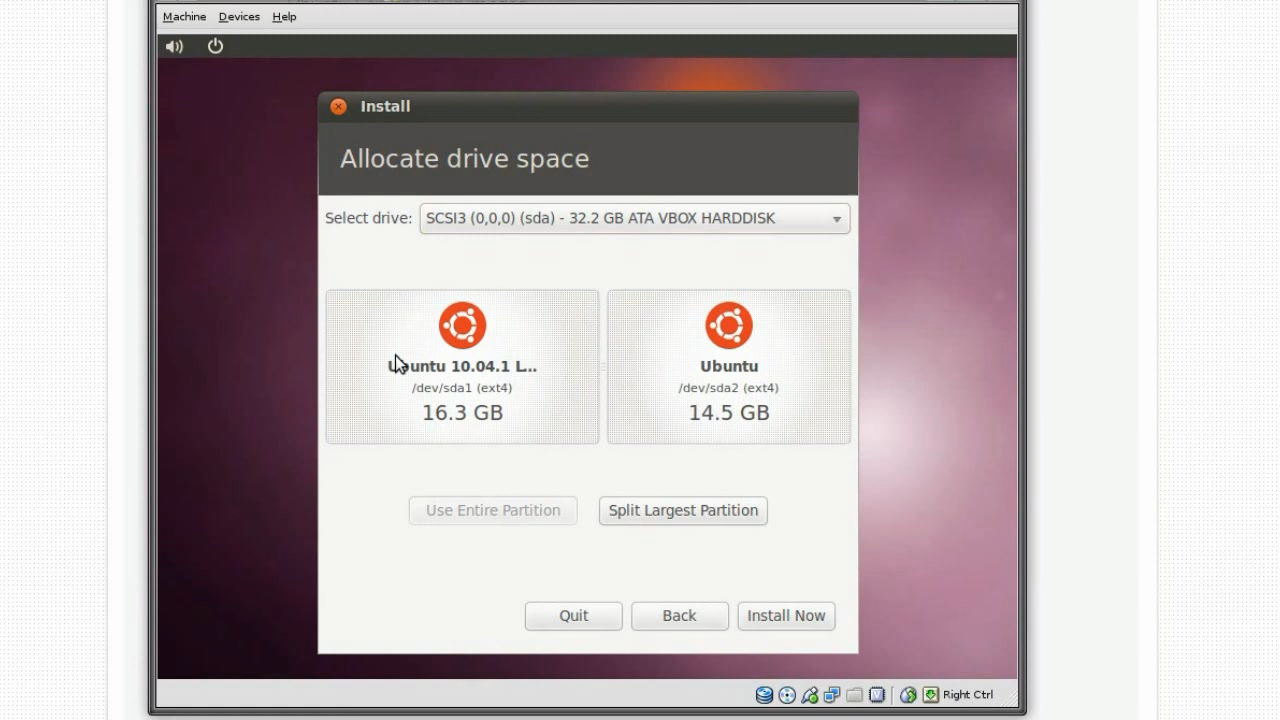 Machine Devices Help
Install
Allocate drive space
Select drive: SCSI3 (0,0,0) (sda) - 32.2 GB ATA VBOX HARDDISK
Ubuntu 10.04.1 L...
/dev/sda1 (ext4)
16.3 GB
Ubuntu
/dev/sda2 (ext4)
14.5 GB
Use Entire Partition
Split Largest Partition
Quit
Back
Install Now
Right Ctrl